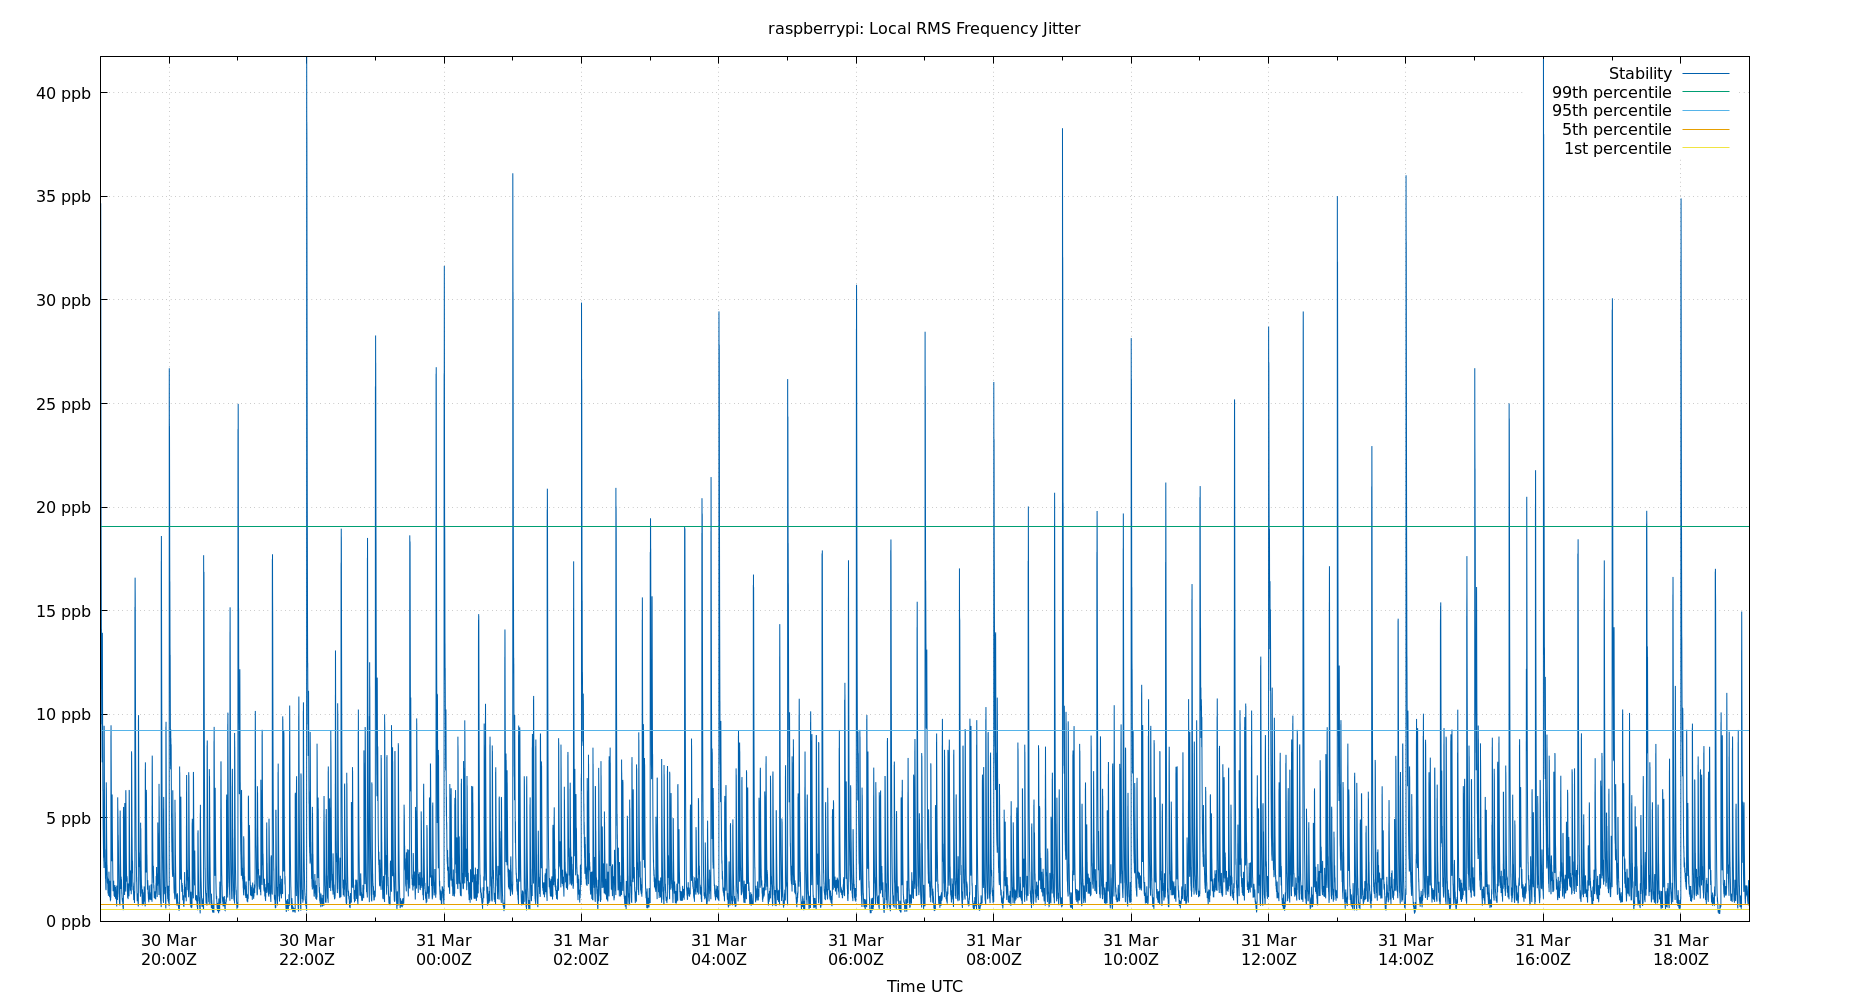 raspberrypi: Local RMS Frequency Jitter
Stability
99th percentile
95th percentile
5th percentile
1st percentile
40 ppb
35 ppb
30 ppb
25 ppb
20 ppb
15 ppb
10 ppb
5 ppb
0 ppb
30 Mar 30 Mar 31 Mar 31 Mar 31 Mar 31 Mar 31 Mar 31 Mar 31 Mar 31 Mar 31 Mar 31 Mar
20:00Z 22:00Z 00:00Z 02:00Z 04:00Z 06:00Z 08:00Z 10:00Z 12:00Z 14:00Z 16:00Z 18:00Z
Time UTC